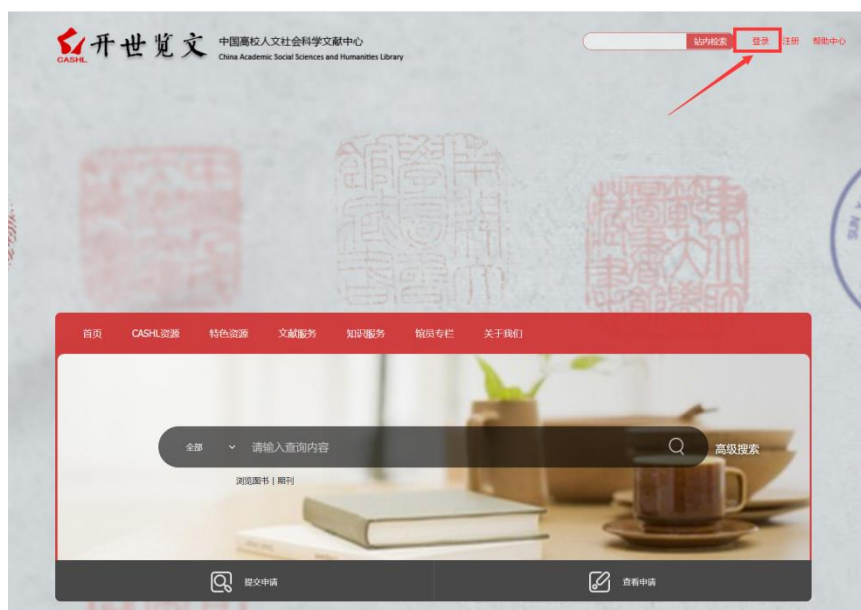 开世览文
CASHL
中国高校人文社会科学文献中心
China Academic Social Sciences and Humanities Library
站内检索 登录 注册 帮助中心
首页 CASHL资源 特色资源 文献服务 知识服务 馆员专栏 关于我们
全部 请输入查询内容 高级搜索
浏览图书 | 期刊
提交申请 查看申请